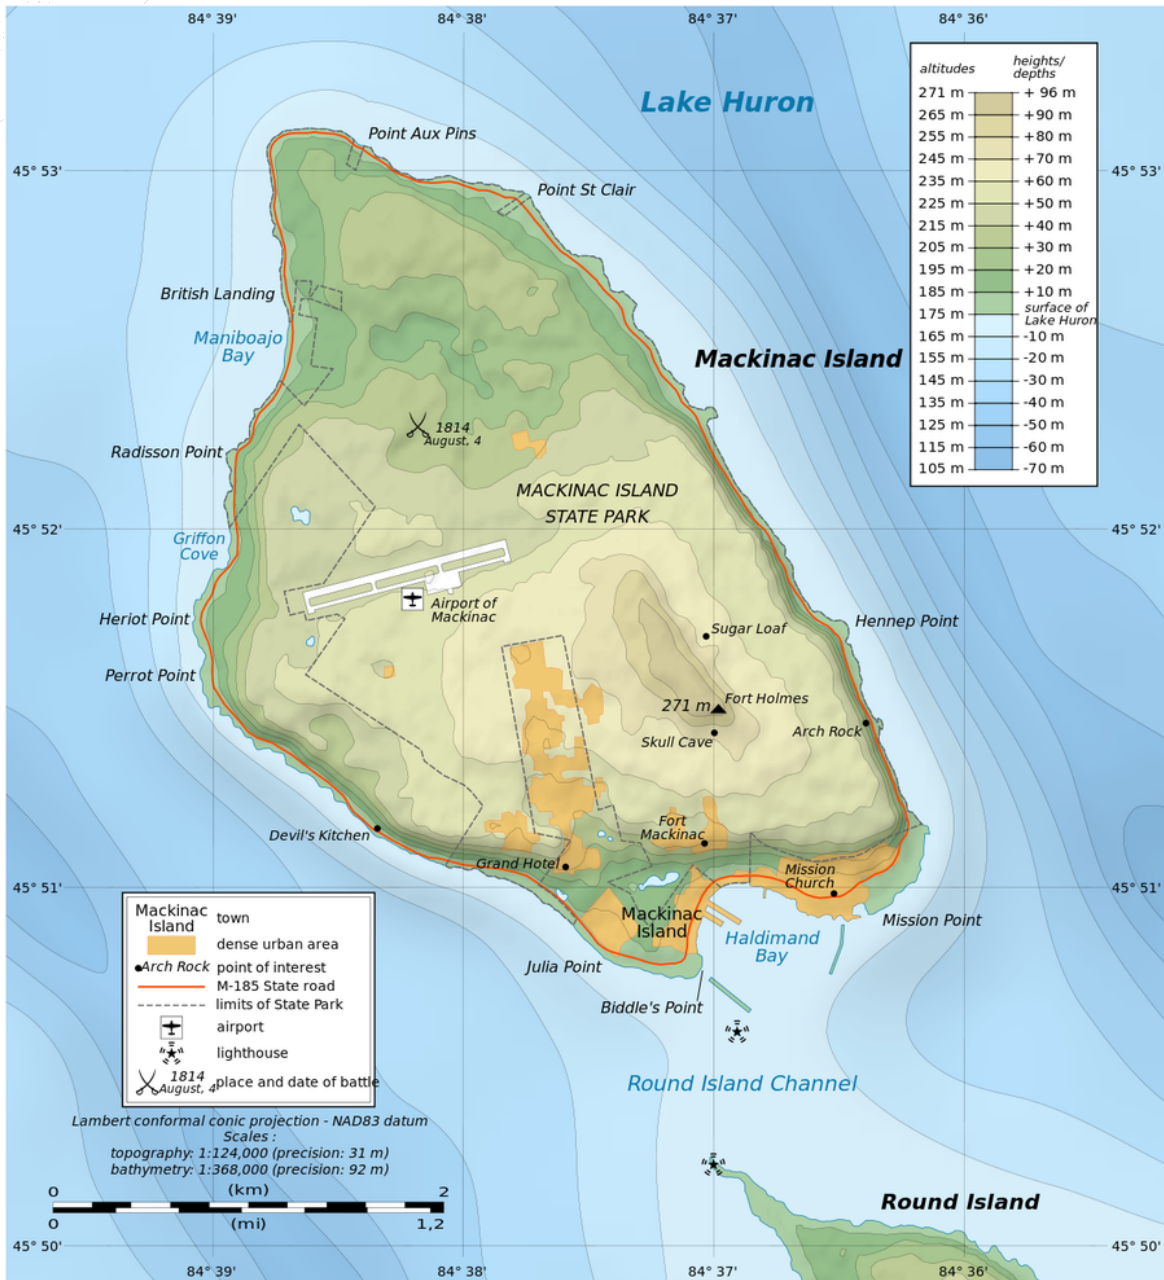 84° 39'
84° 38'
84° 37'
84° 36'
Lake Huron
altitudes
heights/
depths
271 m
+ 96 m
265 m
+90 m
255 m
+80 m
245 m
+70 m
235 m
+60 m
225 m
+50 m
215 m
+40 m
205 m
+30 m
195 m
+20 m
185 m
+10 m
175 m
surface of
Lake Huron
165 m
-10 m
155 m
-20 m
145 m
-30 m
135 m
-40 m
125 m
-50 m
115 m
-60 m
105 m
-70 m
Point Aux Pins
45° 53'
45° 53'
Point St Clair
British Landing
Maniboajo
Bay
Mackinac Island
1814
August, 4
Radisson Point
MACKINAC ISLAND
STATE PARK
45° 52'
45° 52'
Griffon
Cove
Airport of
Mackinac
Heriot Point
Hennep Point
Sugar Loaf
Perrot Point
Fort Holmes
271 m
Arch Rock
Skull Cave
Devil's Kitchen
Fort
Mackinac
Grand Hotel
Mission
Church
45° 51'
45° 51'
Mackinac
Island
Mission Point
Haldimand
Bay
Julia Point
Biddle's Point
Mackinac
Island
town
dense urban area
Arch Rock
point of interest
M-185 State road
limits of State Park
airport
lighthouse
1814
August, 4
place and date of battle
Round Island Channel
Lambert conformal conic projection - NAD83 datum
Scales :
topography: 1:124,000 (precision: 31 m)
bathymetry: 1:368,000 (precision: 92 m)
0
(km)
2
0
(mi)
1,2
Round Island
45° 50'
45° 50'
84° 39'
84° 38'
84° 37'
84° 36'